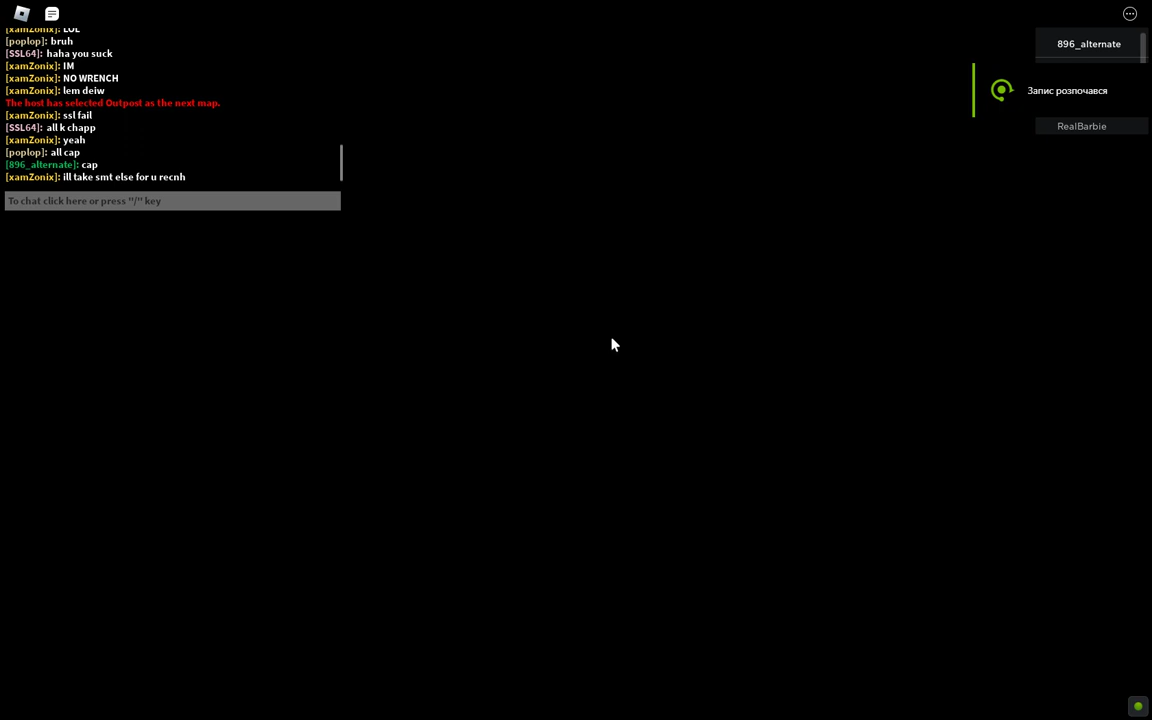 [xamZonix]: LOL
[poplop]: bruh
[SSL64]: haha you suck
[xamZonix]: IM
[xamZonix]: NO WRENCH
[xamZonix]: lem deiw
The host has selected Outpost as the next map.
[xamZonix]: ssl fail
[SSL64]: all k chapp
[xamZonix]: yeah
[poplop]: all cap
[896_alternate]: cap
[xamZonix]: ill take smt else for u recnh
To chat click here or press "/" key
896_alternate
Запис розпочався
RealBarbie